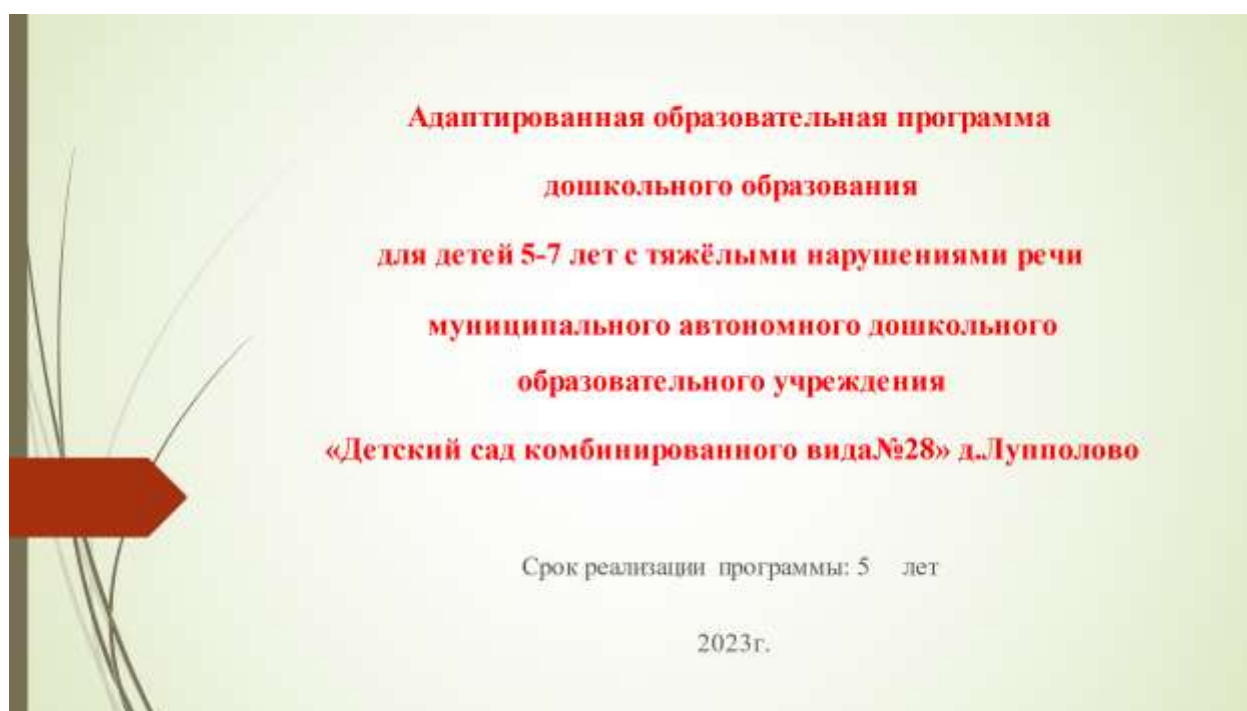 Адаптированная образовательная программа
дошкольного образования
для детей 5-7 лет с тяжёлыми нарушениями речи
муниципального автономного дошкольного
образовательного учреждения
«Детский сад комбинированного вида№28» д.Лупполово
Срок реализации программы: 5 лет
2023г.